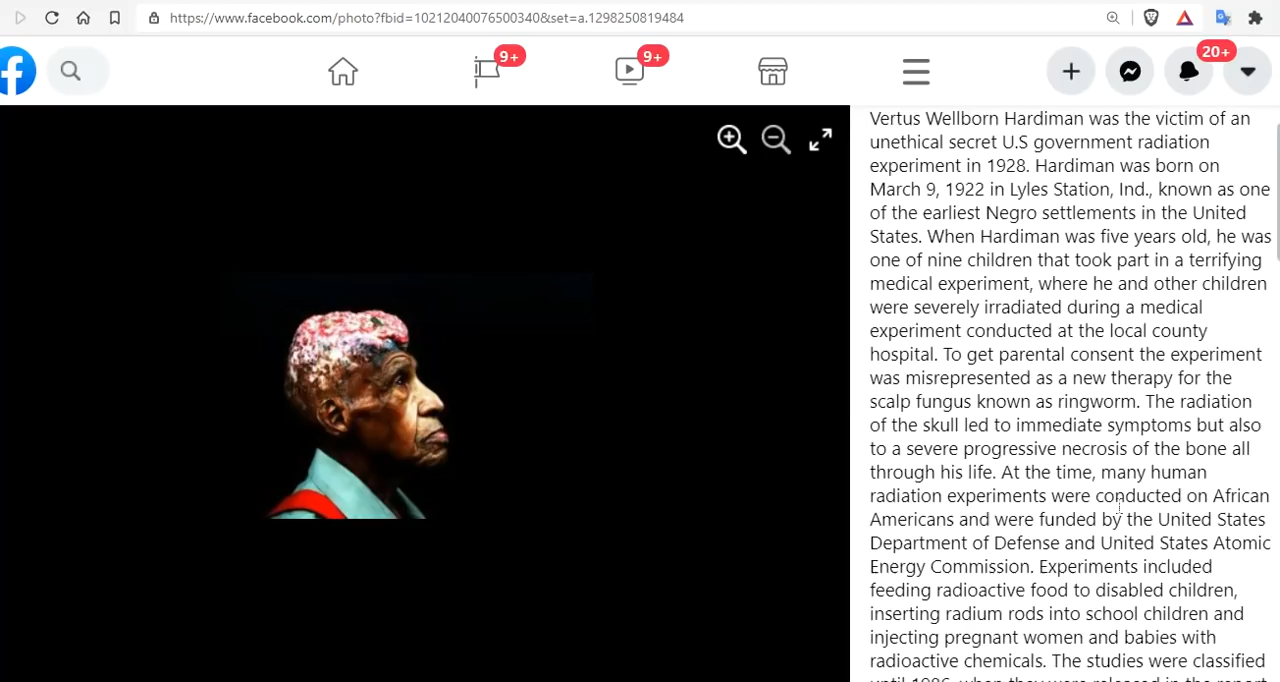 https://www.facebook.com/photo?fbid=10212040076500340&set=a.1298250819484
9+
9+
20+
Vertus Wellborn Hardiman was the victim of an
unethical secret U.S government radiation
experiment in 1928. Hardiman was born on
March 9, 1922 in Lyles Station, Ind., known as one
of the earliest Negro settlements in the United
States. When Hardiman was five years old, he was
one of nine children that took part in a terrifying
medical experiment, where he and other children
were severely irradiated during a medical
experiment conducted at the local county
hospital. To get parental consent the experiment
was misrepresented as a new therapy for the
scalp fungus known as ringworm. The radiation
of the skull led to immediate symptoms but also
to a severe progressive necrosis of the bone all
through his life. At the time, many human
radiation experiments were conducted on African
Americans and were funded by the United States
Department of Defense and United States Atomic
Energy Commission. Experiments included
feeding radioactive food to disabled children,
inserting radium rods into school children and
injecting pregnant women and babies with
radioactive chemicals. The studies were classified
until 1986, when they were released in the report